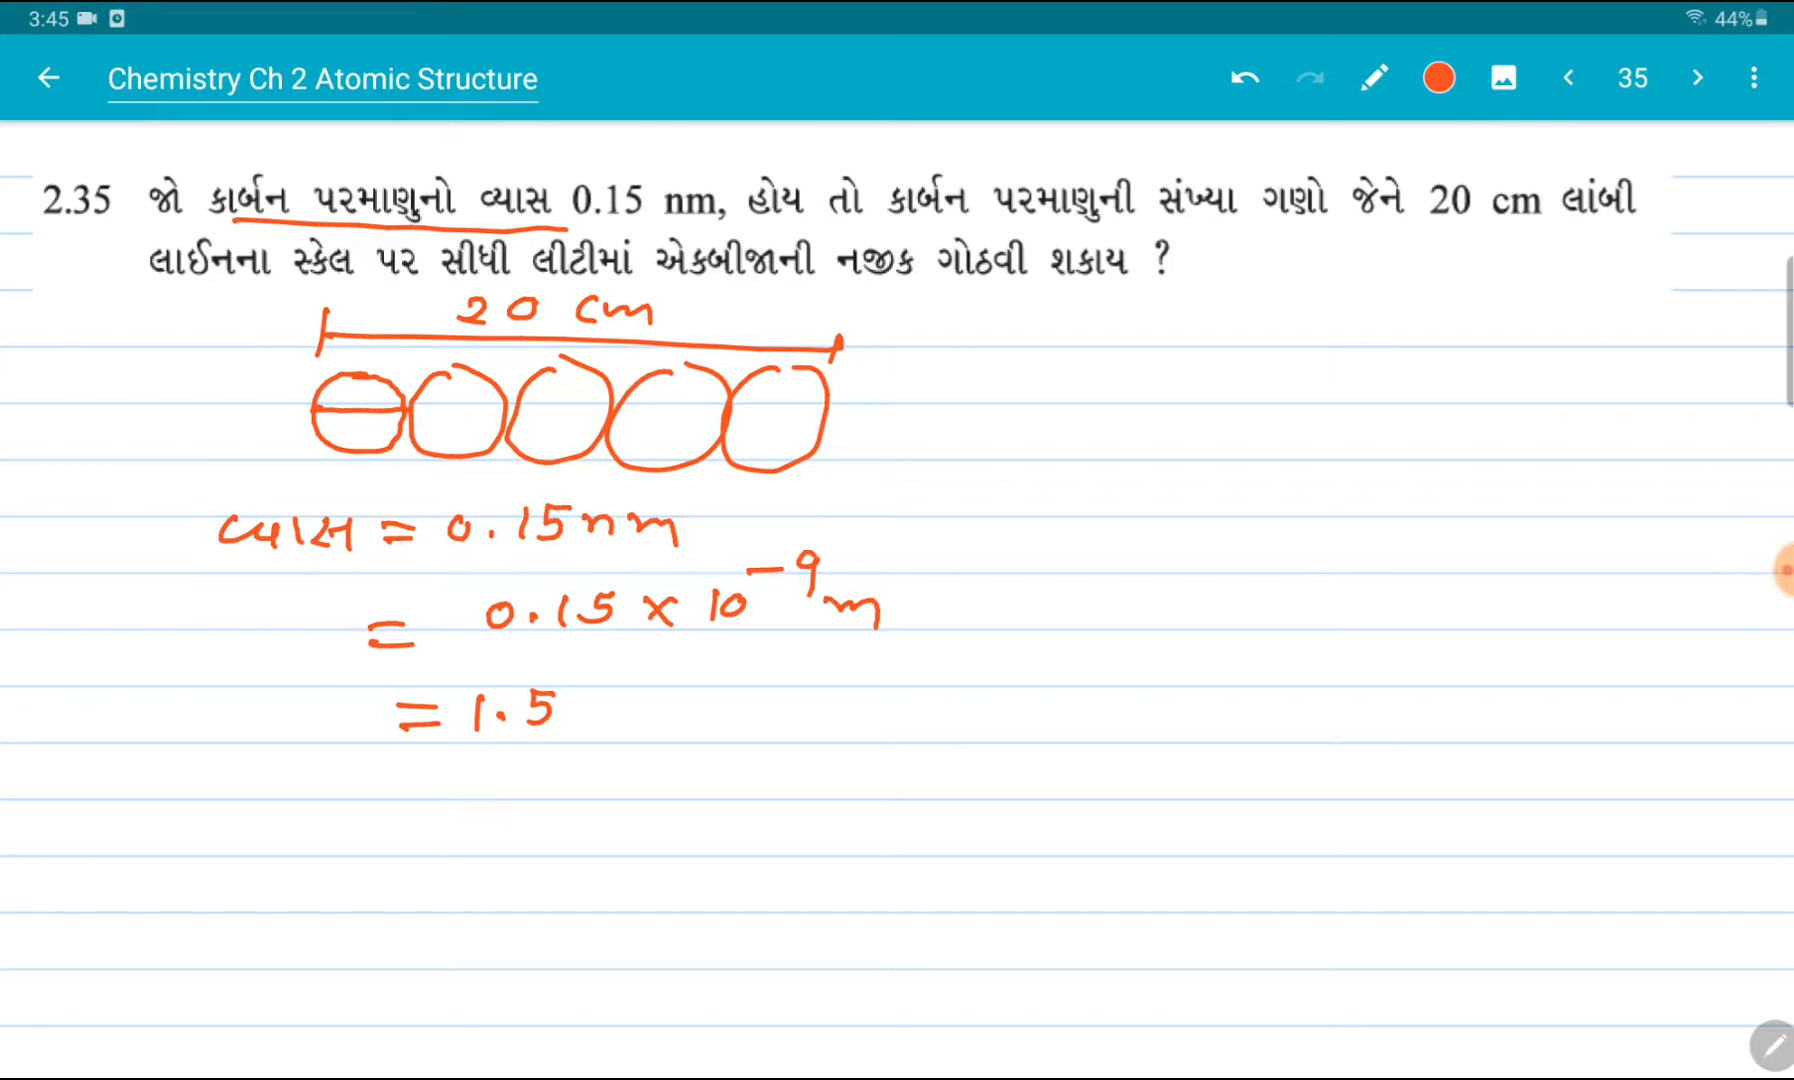 3:45
44%
Chemistry Ch 2 Atomic Structure
35
2.35 જો કાર્બન પરમાણુનો વ્યાસ 0.15 nm, હોય તો કાર્બન પરમાણુની સંખ્યા ગણો જેને 20 cm લાંબી
લાઈનના સ્કેલ પર સીધી લીટીમાં એકબીજાની નજીક ગોઠવી શકાય ?
20 cm
વ્યાસ = 0.15 nm
= 0.15 x 10⁻⁹ m
= 1.5